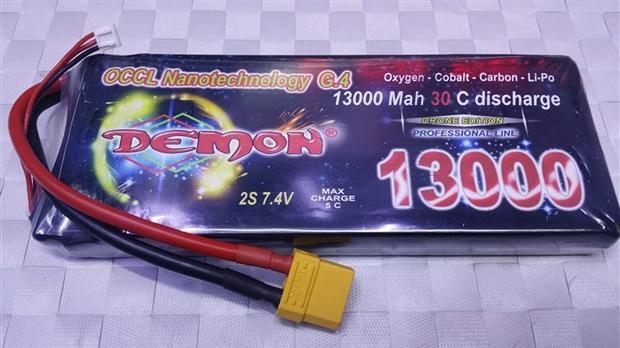 OCCL Nanotechnology G.4
Oxygen - Cobalt - Carbon - Li-Po
13000 Mah 30 C discharge
DRONE EDITION
PROFESSIONAL LINE
DEMON®
13000
2S 7.4V
MAX
CHARGE
5 C